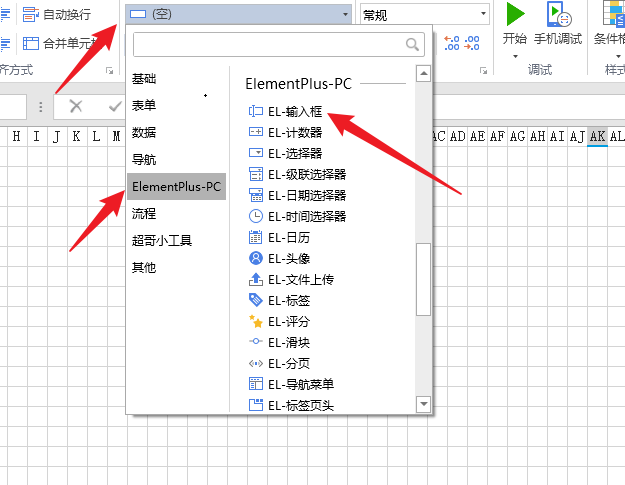 自动换行
(空)
常规
合并单元格
.0
.00
.00
.0
开始
手机调试
条件格
齐方式
调试
样式
H I J K L M
AC AD AE AF AG AH AI AJ AK AL
基础
表单
数据
导航
ElementPlus-PC
流程
超哥小工具
其他
ElementPlus-PC
EL-输入框
EL-计数器
EL-选择器
EL-级联选择器
EL-日期选择器
EL-时间选择器
EL-日历
EL-头像
EL-文件上传
EL-标签
EL-评分
EL-滑块
EL-分页
EL-导航菜单
EL-标签页头